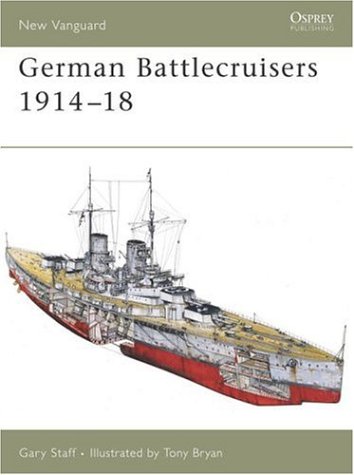 New Vanguard
OSPREY
PUBLISHING
German Battlecruisers
1914–18
Gary Staff • Illustrated by Tony Bryan